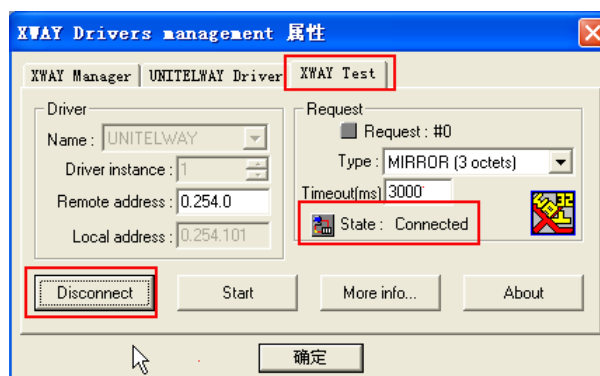 XWAY Drivers management 属性
XWAY Manager
UNITELWAY Driver
XWAY Test
Driver
Name : UNITELWAY
Driver instance : 1
Remote address : 0.254.0
Local address : 0.254.101
Request
Request : #0
Type : MIRROR (3 octets)
Timeout(ms) 3000
State : Connected
Disconnect
Start
More info...
About
确定